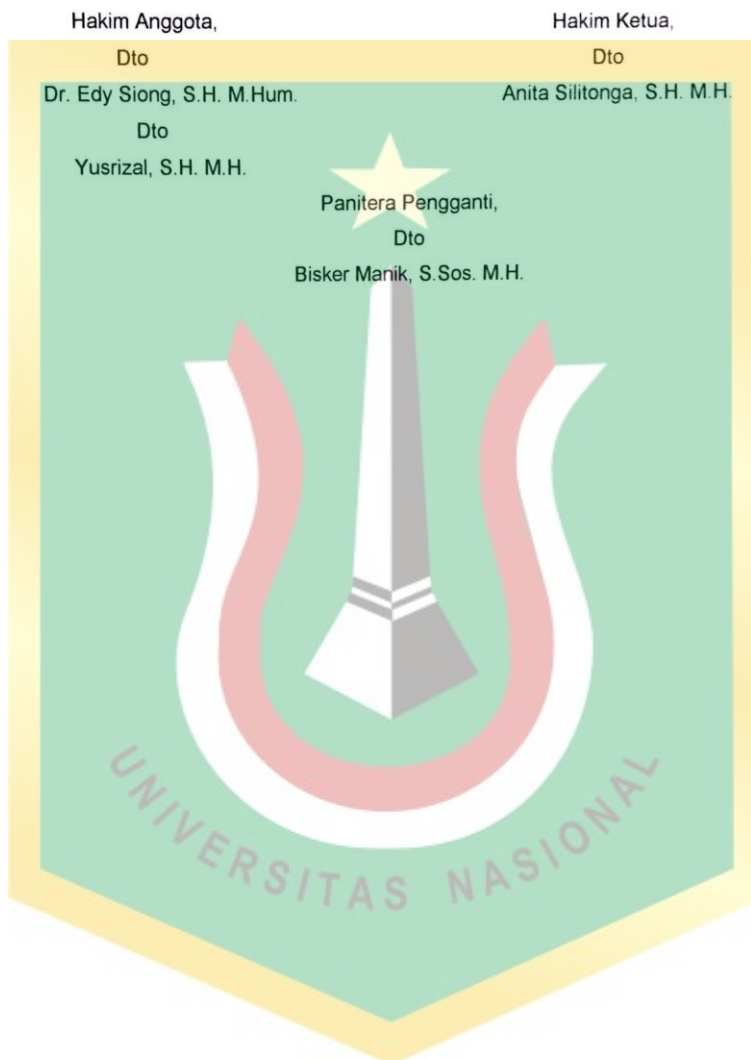 Hakim Anggota,
Hakim Ketua,
Dto
Dto
Dr. Edy Siong, S.H. M.Hum.
Anita Silitonga, S.H. M.H.
Dto
Yusrizal, S.H. M.H.
Panitera Pengganti,
Dto
Bisker Manik, S.Sos. M.H.
UNIVERSITAS NASIONAL